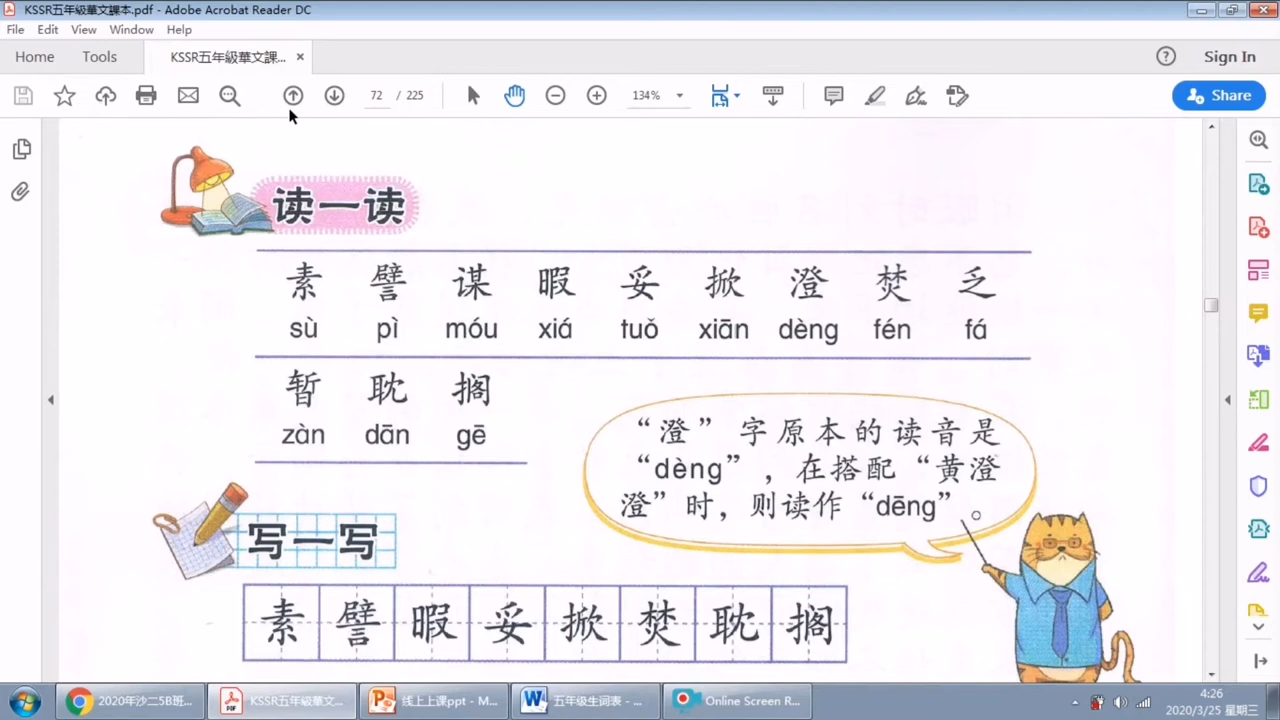 KSSR五年級華文課本.pdf - Adobe Acrobat Reader DC
File Edit View Window Help
Home Tools KSSR五年級華文課... × Sign In
72 / 225 134% Share
读一读
素 譬 谋 暇 妥 掀 澄 焚 乏
sù pì móu xiá tuǒ xiān dèng fén fá
暂 耽 搁
zàn dān gē
“澄”字原本的读音是
“dèng”，在搭配“黄澄
澄”时，则读作“dēng”。
写一写
素 譬 暇 妥 掀 焚 耽 搁
2020年沙二5B班... KSSR五年級華文... 线上上课ppt - M... 五年级生词表 - ... Online Screen R... 4:26
2020/3/25 星期三